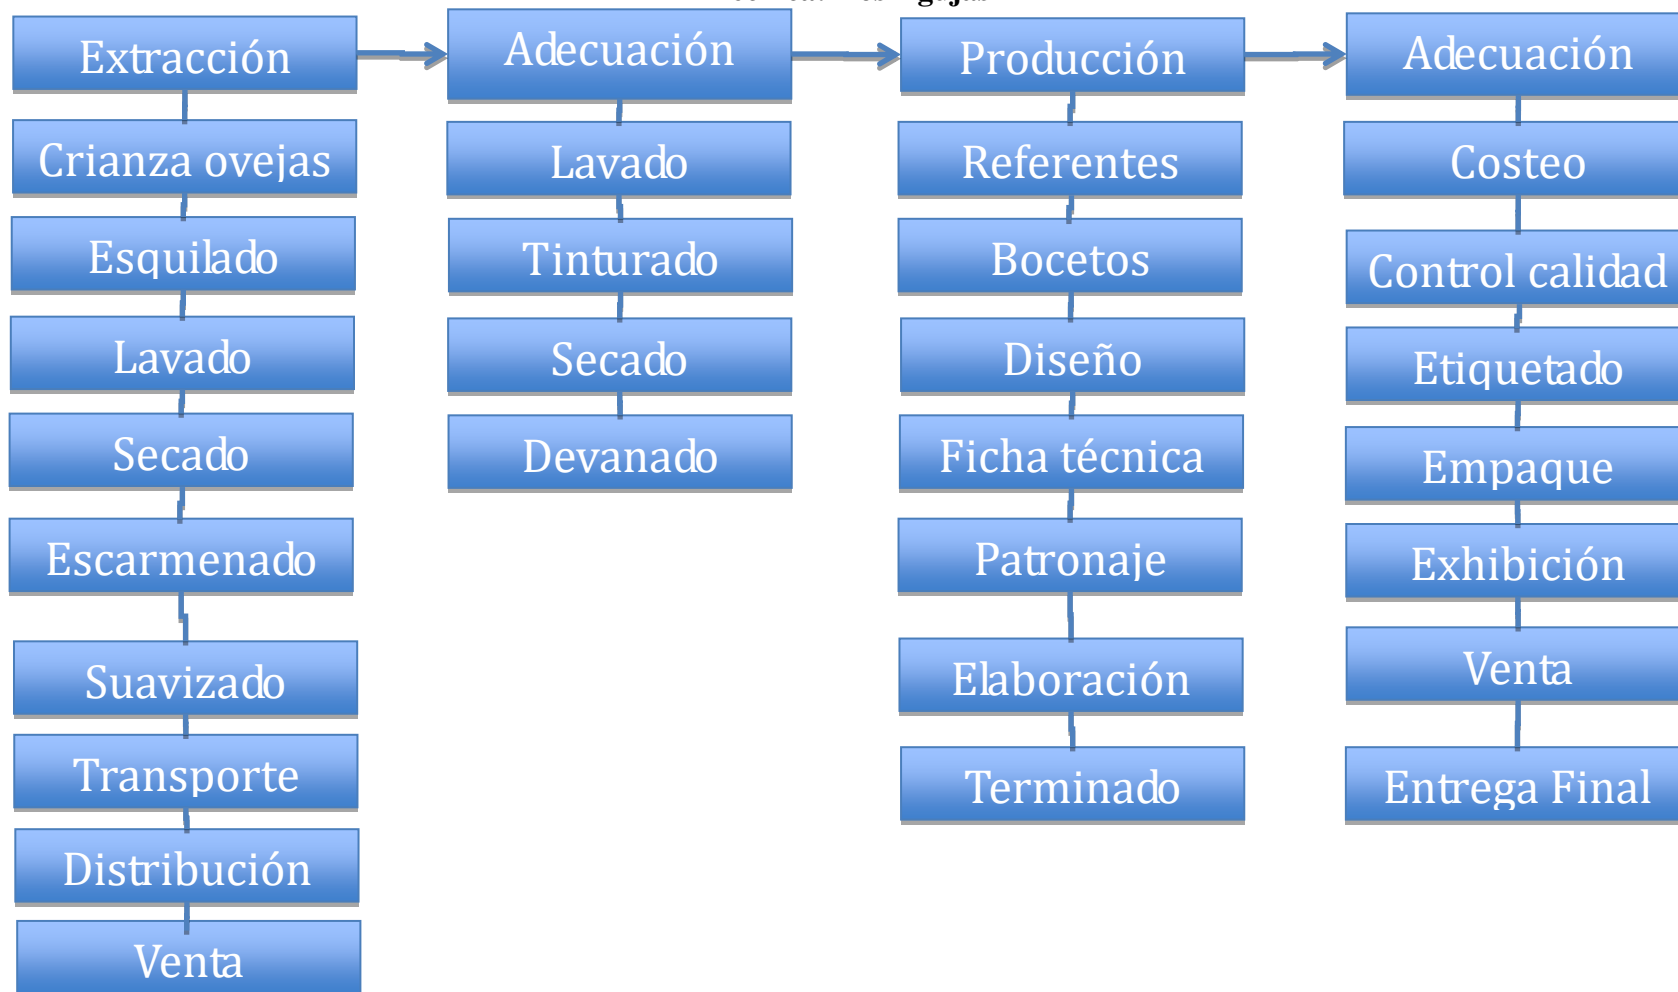 Extracción
Crianza ovejas
Esquilado
Lavado
Secado
Escarmenado
Suavizado
Transporte
Distribución
Venta
Adecuación
Lavado
Tinturado
Secado
Devanado
Producción
Referentes
Bocetos
Diseño
Ficha técnica
Patronaje
Elaboración
Terminado
Adecuación
Costeo
Control calidad
Etiquetado
Empaque
Exhibición
Venta
Entrega Final